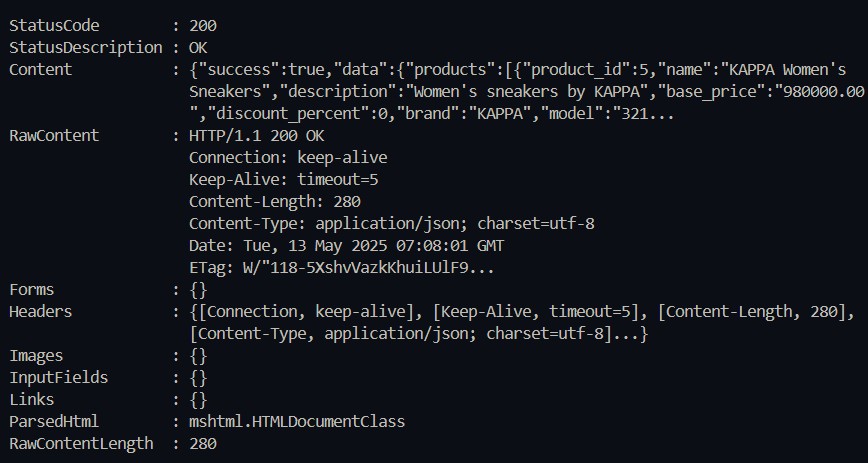 StatusCode        : 200
StatusDescription : OK
Content           : {"success":true,"data":{"products":[{"product_id":5,"name":"KAPPA Women's
                    Sneakers","description":"Women's sneakers by KAPPA","base_price":"980000.00
                    ","discount_percent":0,"brand":"KAPPA","model":"321...
RawContent        : HTTP/1.1 200 OK
                    Connection: keep-alive
                    Keep-Alive: timeout=5
                    Content-Length: 280
                    Content-Type: application/json; charset=utf-8
                    Date: Tue, 13 May 2025 07:08:01 GMT
                    ETag: W/"118-5XshvVazkKhuiLUlF9...
Forms             : {}
Headers           : {[Connection, keep-alive], [Keep-Alive, timeout=5], [Content-Length, 280],
                    [Content-Type, application/json; charset=utf-8]...}
Images            : {}
InputFields       : {}
Links             : {}
ParsedHtml        : mshtml.HTMLDocumentClass
RawContentLength  : 280